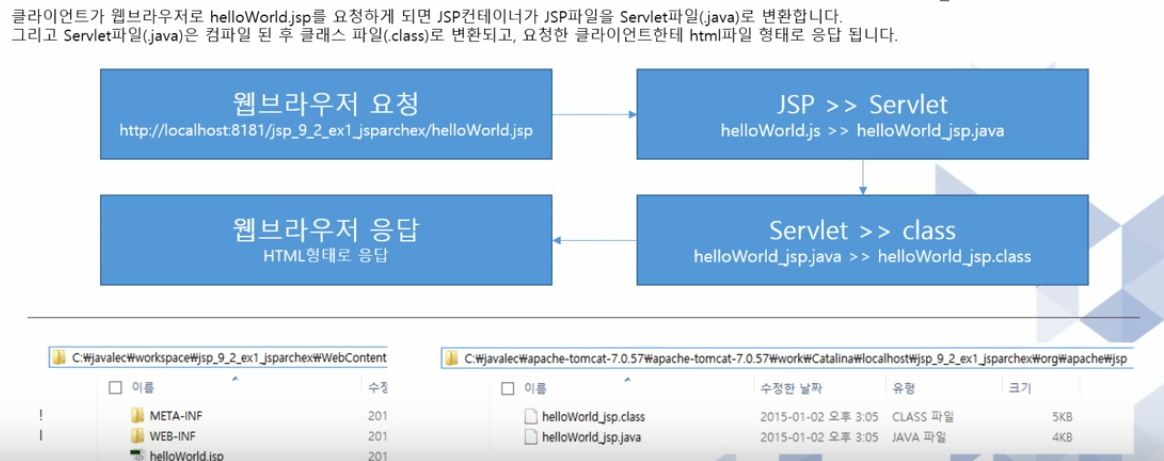 클라이언트가 웹브라우저로 helloWorld.jsp를 요청하게 되면 JSP컨테이너가 JSP파일을 Servlet파일(.java)로 변환합니다.
그리고 Servlet파일(.java)은 컴파일 된 후 클래스 파일(.class)로 변환되고, 요청한 클라이언트한테 html파일 형태로 응답 됩니다.
웹브라우저 요청
http://localhost:8181/jsp_9_2_ex1_jsparchex/helloWorld.jsp
JSP >> Servlet
helloWorld.js >> helloWorld_jsp.java
웹브라우저 응답
HTML형태로 응답
Servlet >> class
helloWorld_jsp.java >> helloWorld_jsp.class
C:₩javalec₩workspace₩jsp_9_2_ex1_jsparchex₩WebContent
이름 수정
META-INF 201
WEB-INF 201
helloWorld.jsp 201
C:₩javalec₩apache-tomcat-7.0.57₩apache-tomcat-7.0.57₩work₩Catalina₩localhost₩jsp_9_2_ex1_jsparchex₩org₩apache₩jsp
이름 수정한 날짜 유형 크기
helloWorld_jsp.class 2015-01-02 오후 3:05 CLASS 파일 5KB
helloWorld_jsp.java 2015-01-02 오후 3:05 JAVA 파일 4KB